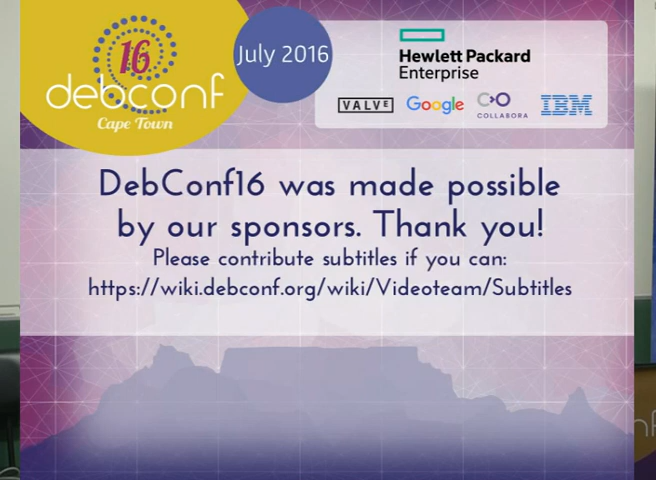 16
debconf
Cape Town
July 2016
Hewlett Packard
Enterprise
VALVE
Google
COLLABORA
IBM
DebConf16 was made possible
by our sponsors. Thank you!
Please contribute subtitles if you can:
https://wiki.debconf.org/wiki/Videoteam/Subtitles